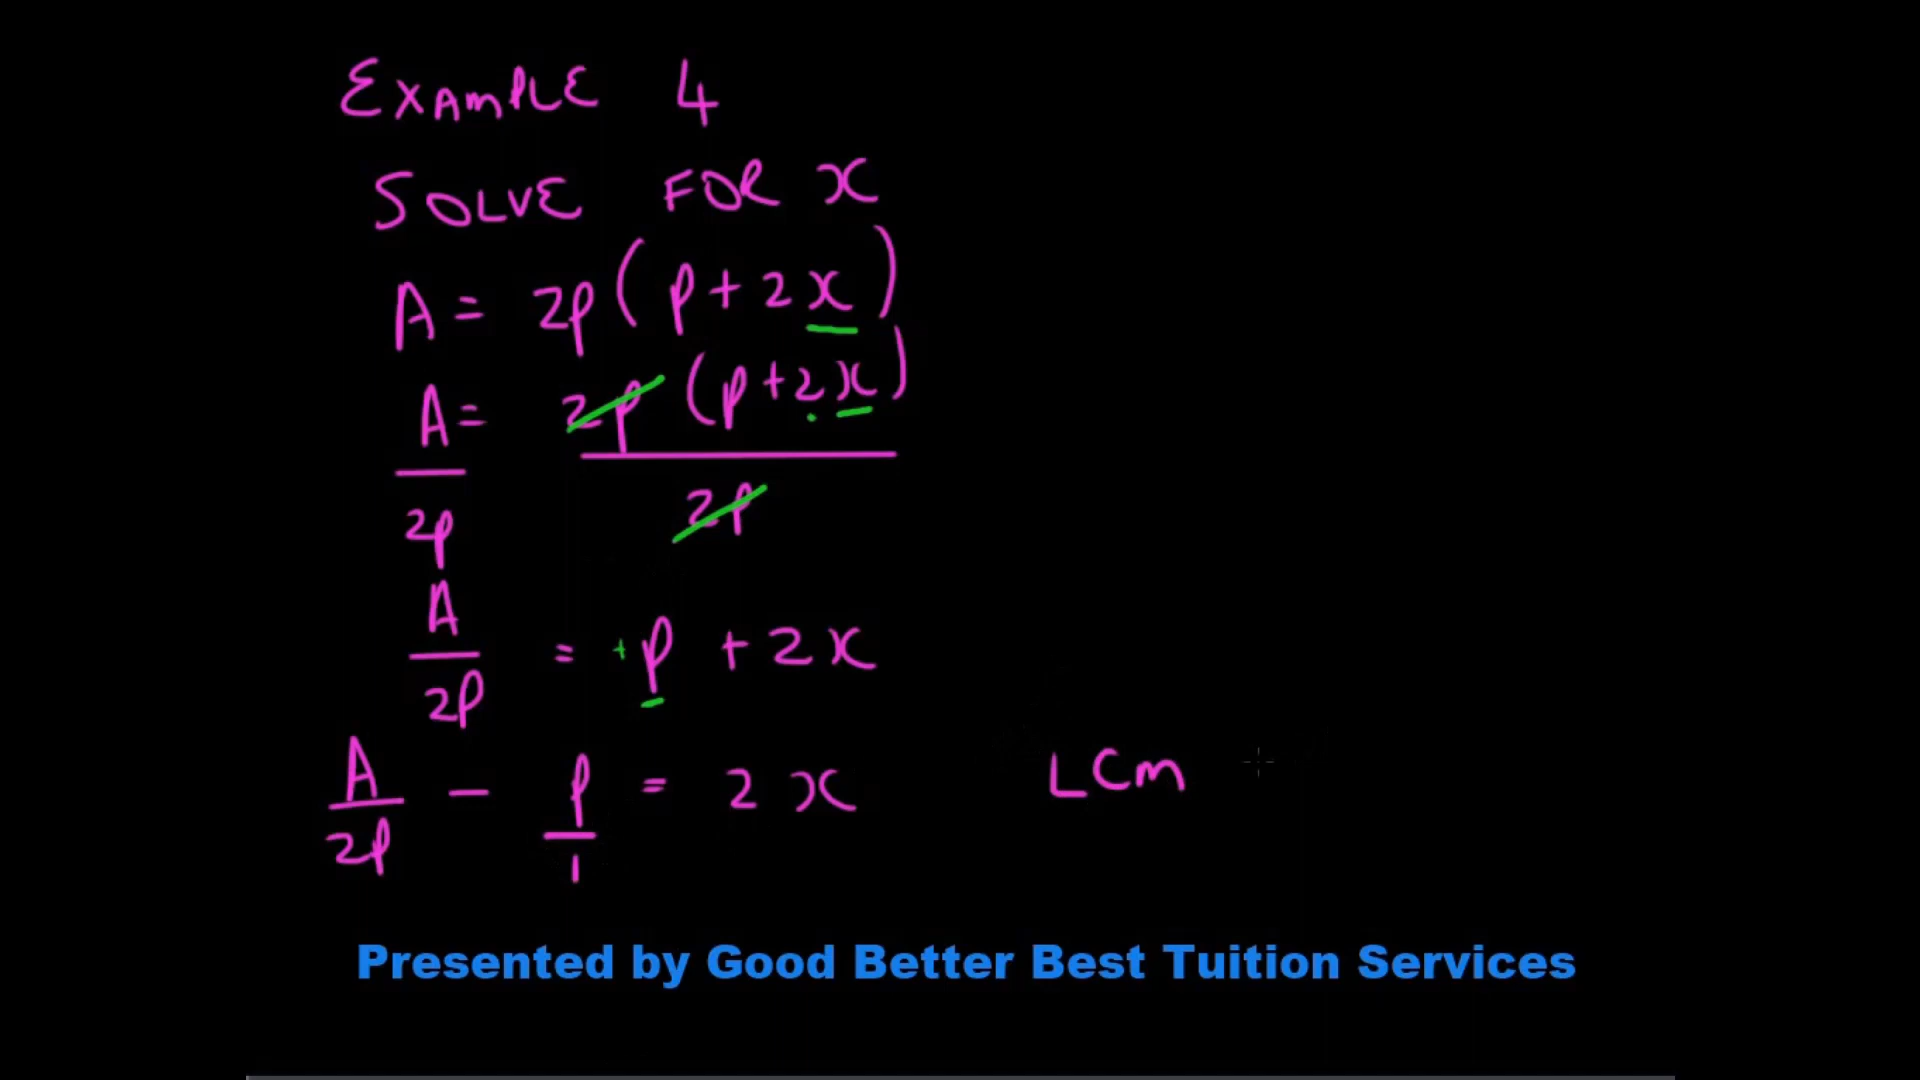 EXAMPLE 4
SOLVE FOR x
A = 2p(p + 2x)
A = 2p (p + 2x)
2p 2p
A
2p = +p + 2x
A - p = 2x LCm
2p 1
Presented by Good Better Best Tuition Services